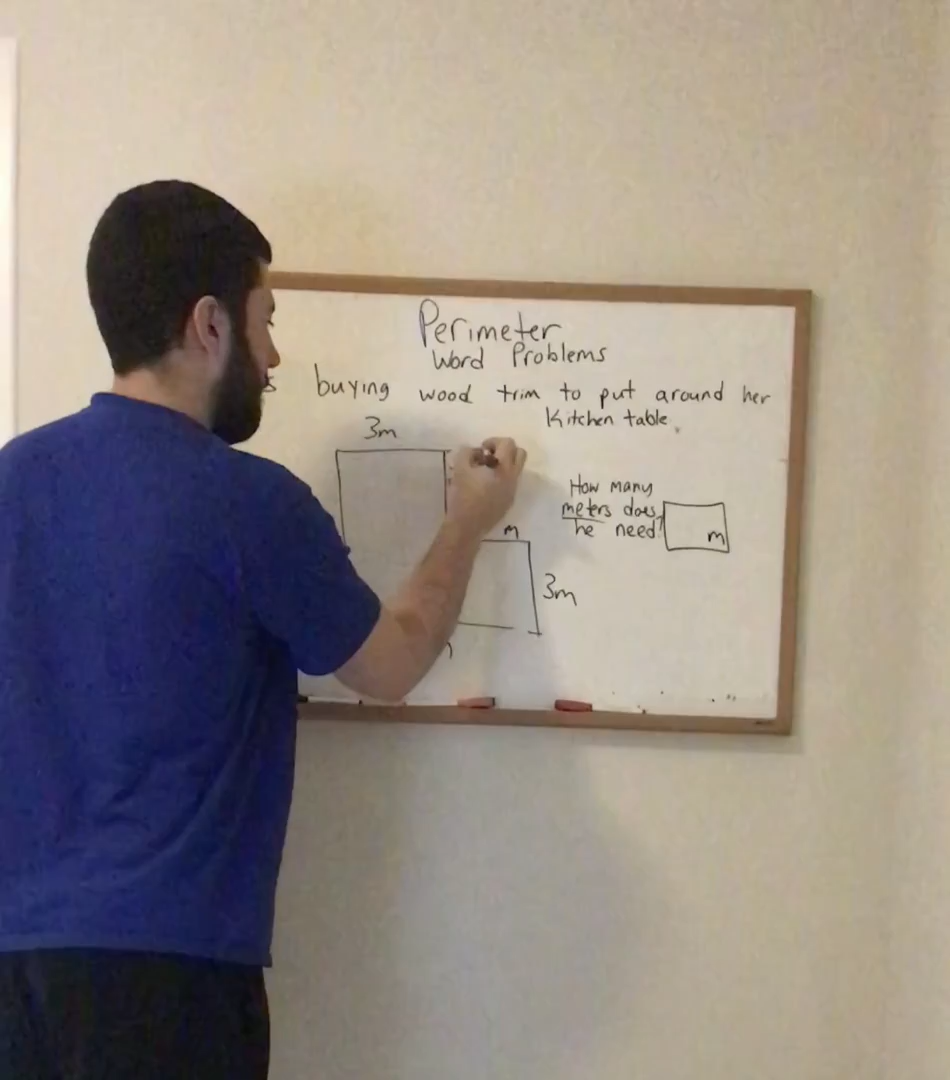 Perimeter
Word Problems
buying wood trim to put around her
Kitchen table.
3m
How many
meters does
he need?
m
m
3m